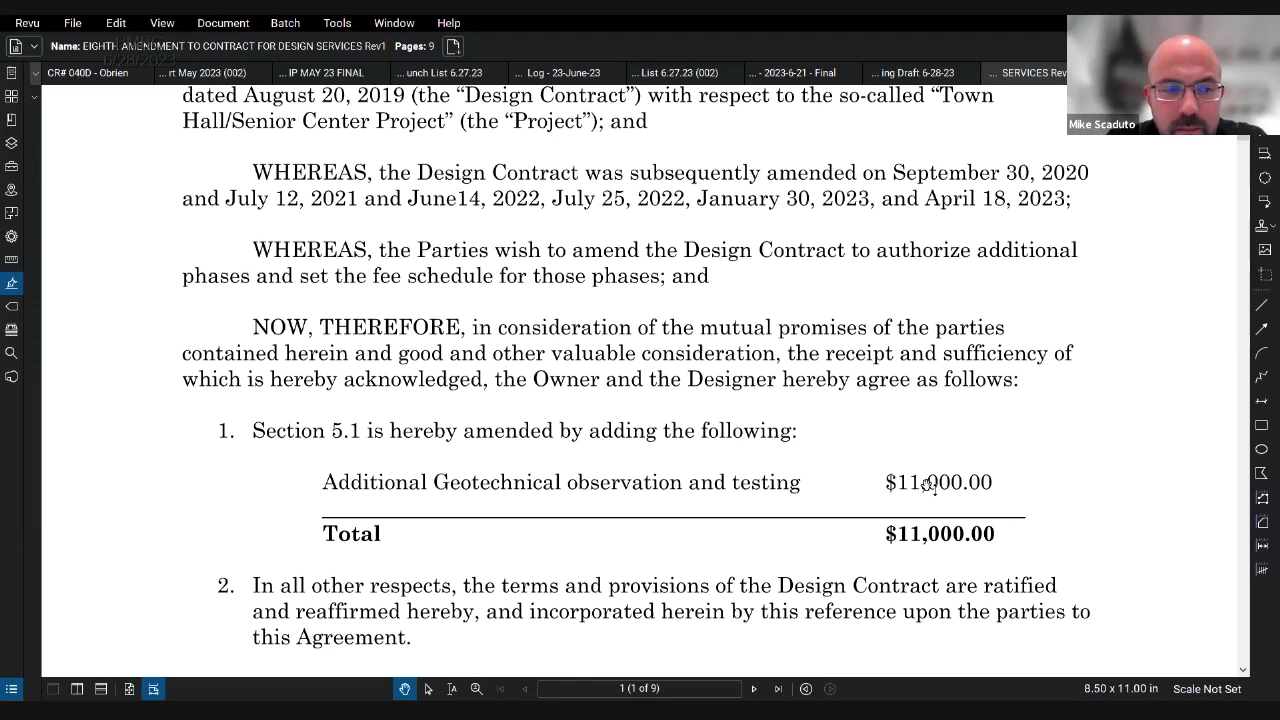 Revu File Edit View Document Batch Tools Window Help
Name: EIGHTH AMENDMENT TO CONTRACT FOR DESIGN SERVICES Rev1 Pages: 9
6/28/2023
CR# 040D - Obrien ... rt May 2023 (002) ... IP MAY 23 FINAL ... unch List 6.27.23 ... Log - 23-June-23 ... List 6.27.23 (002) ... - 2023-6-21 - Final ... ing Draft 6-28-23 ... SERVICES Rev
Mike Scaduto
dated August 20, 2019 (the “Design Contract”) with respect to the so-called “Town
Hall/Senior Center Project” (the “Project”); and
WHEREAS, the Design Contract was subsequently amended on September 30, 2020
and July 12, 2021 and June14, 2022, July 25, 2022, January 30, 2023, and April 18, 2023;
WHEREAS, the Parties wish to amend the Design Contract to authorize additional
phases and set the fee schedule for those phases; and
NOW, THEREFORE, in consideration of the mutual promises of the parties
contained herein and good and other valuable consideration, the receipt and sufficiency of
which is hereby acknowledged, the Owner and the Designer hereby agree as follows:
1. Section 5.1 is hereby amended by adding the following:
Additional Geotechnical observation and testing $11,000.00
Total $11,000.00
2. In all other respects, the terms and provisions of the Design Contract are ratified
and reaffirmed hereby, and incorporated herein by this reference upon the parties to
this Agreement.
1 (1 of 9) 8.50 x 11.00 in Scale Not Set